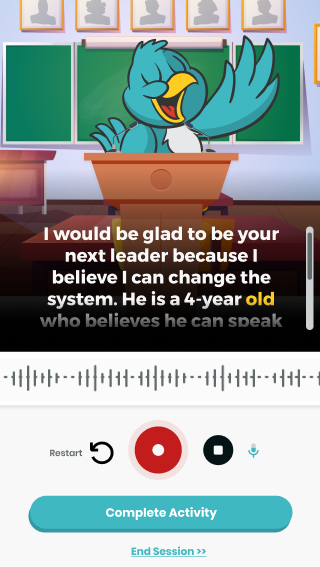 I would be glad to be your
next leader because I
believe I can change the
system. He is a 4-year old
who believes he can speak
Restart
Complete Activity
End Session >>